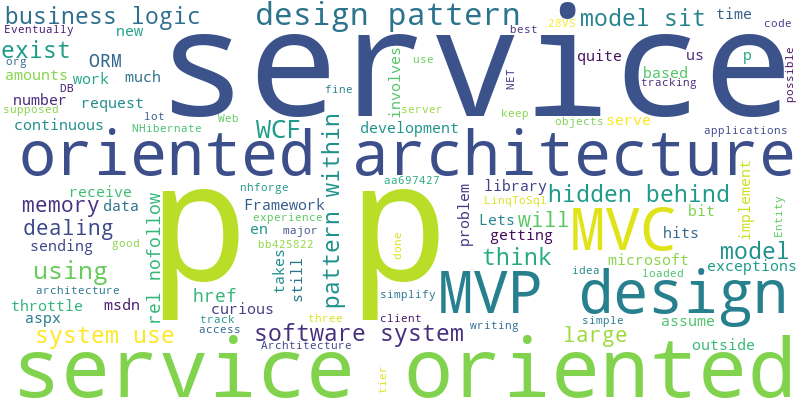 business logic
design pattern
model sit
time
Eventually
new
service
28VS
best
code
exist
ORM
org
amounts
work
much
DB
number
request
supposed
lot
continuous
NHibernate
Web
fine
involves
use
server
WCF
development
quite
us
p
NET
based
tracking
possible
keep
objects
serve
applications
oriented architecture
receive
memory
data
dealing
sending
using
architecture
throttle
msdn
aspx
rel nofollow
p p
nhforge
Framework
experience
en
good
major
bb425822
takes
still
href
curious
track
access
three
pattern within
aa697427
done
simplify
client
library
LinqToSql
problem
Lets
getting
think
will
hidden behind
bit
MVC
hits
implement
Entity
microsoft
model
idea
loaded
exceptions
MVP
design
writing
simple
assume
outside
large
system use
software system
Archtitecture
tier
service oriented